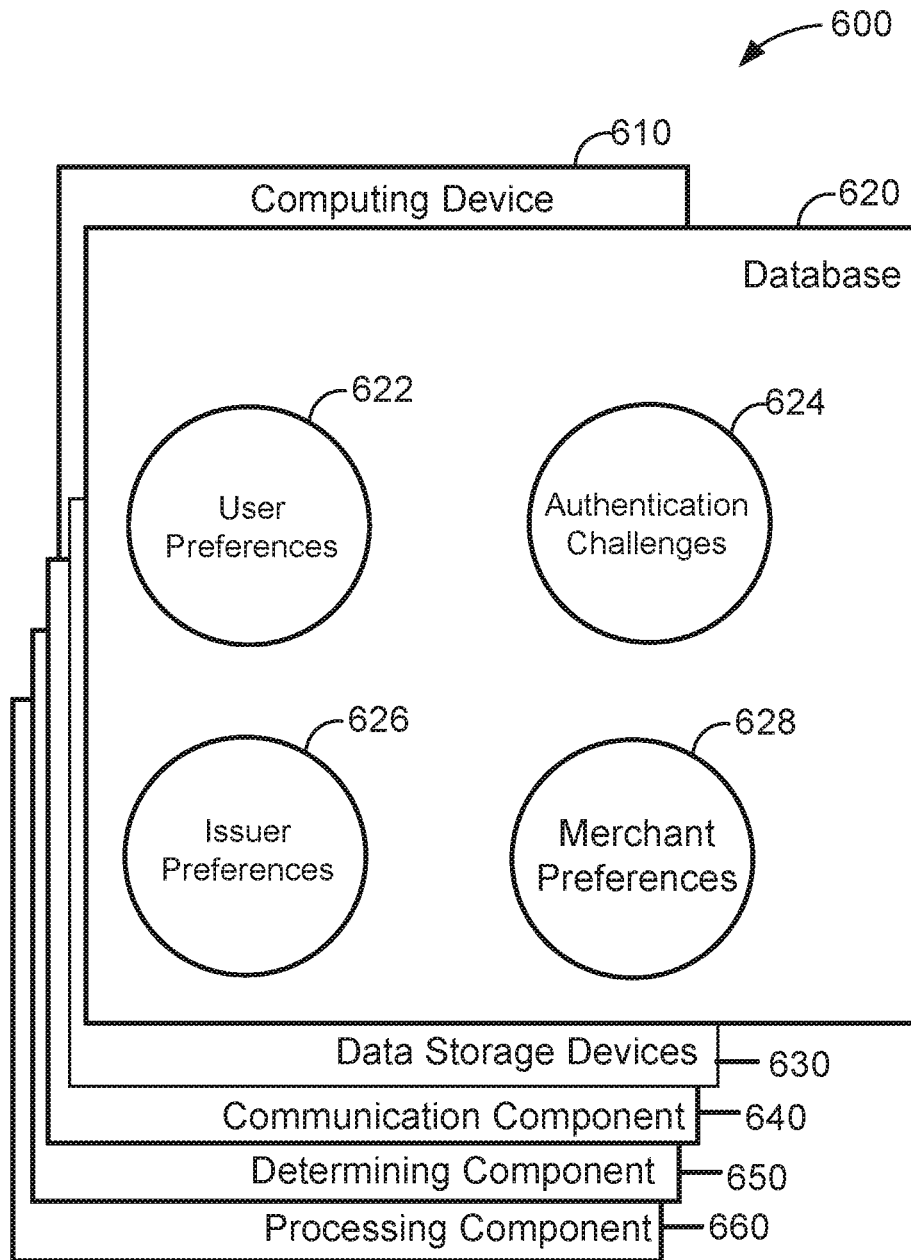 600
610
Computing Device
620
Database
622
User
Preferences
624
Authentication
Challenges
626
Issuer
Preferences
628
Merchant
Preferences
Data Storage Devices
630
Communication Component
640
Determining Component
650
Processing Component
660